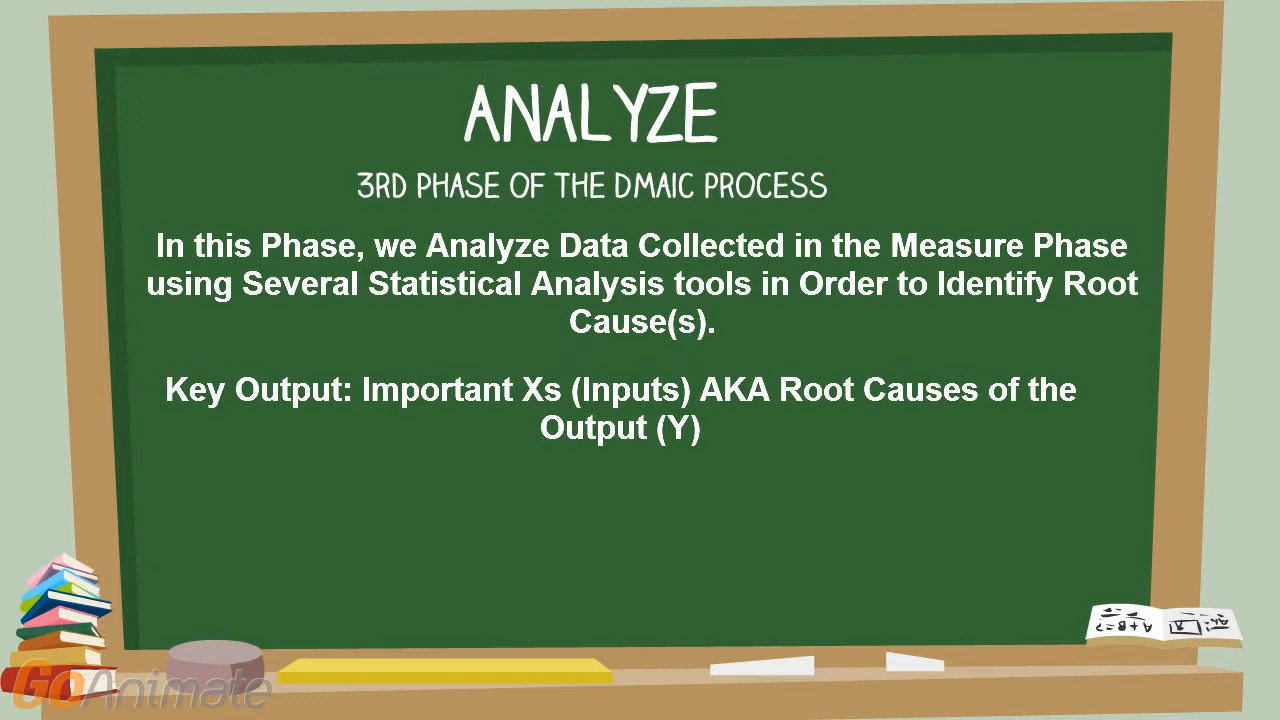 ANALYZE
3RD PHASE OF THE DMAIC PROCESS
In this Phase, we Analyze Data Collected in the Measure Phase
using Several Statistical Analysis tools in Order to Identify Root
Cause(s).
Key Output: Important Xs (Inputs) AKA Root Causes of the
Output (Y)
A+B=?
GoAnimate